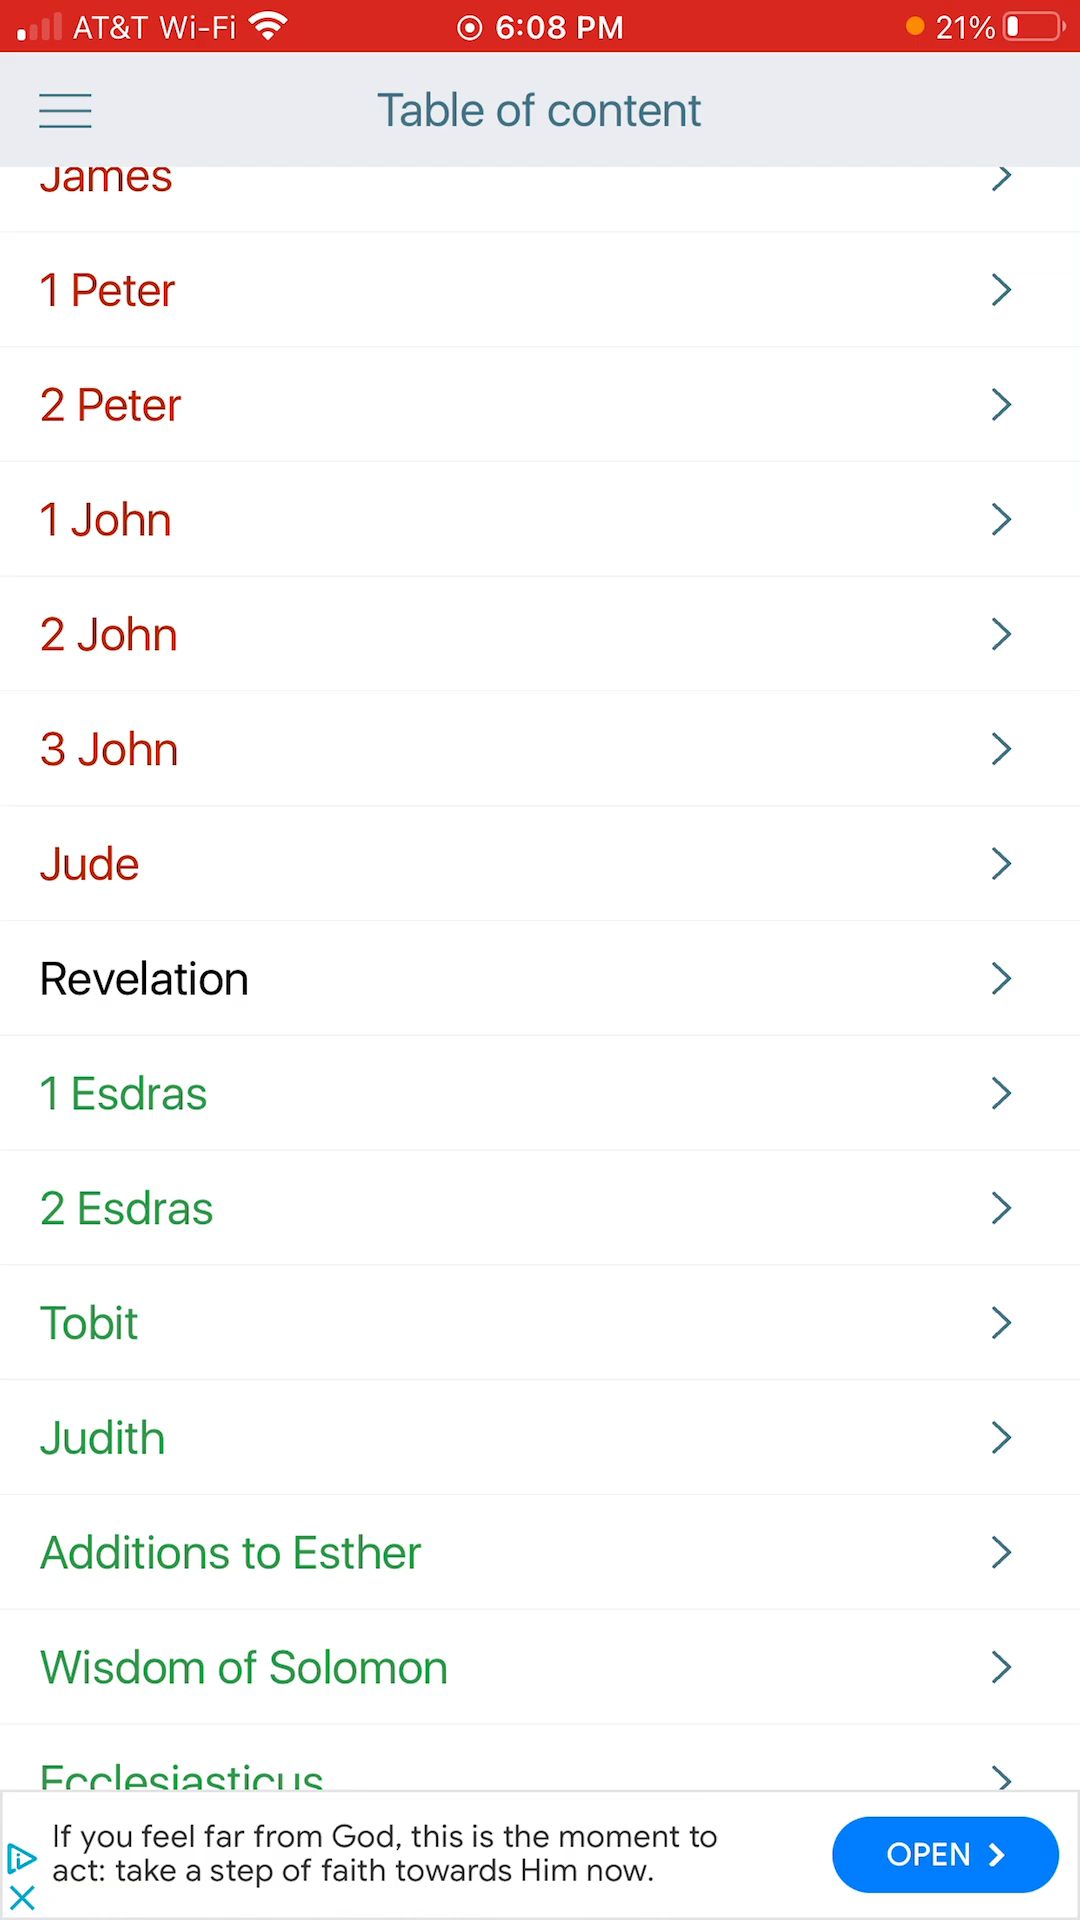 AT&T Wi-Fi 6:08 PM 21%
Table of content
James
1 Peter
2 Peter
1 John
2 John
3 John
Jude
Revelation
1 Esdras
2 Esdras
Tobit
Judith
Additions to Esther
Wisdom of Solomon
Ecclesiasticus
If you feel far from God, this is the moment to
act: take a step of faith towards Him now.
OPEN